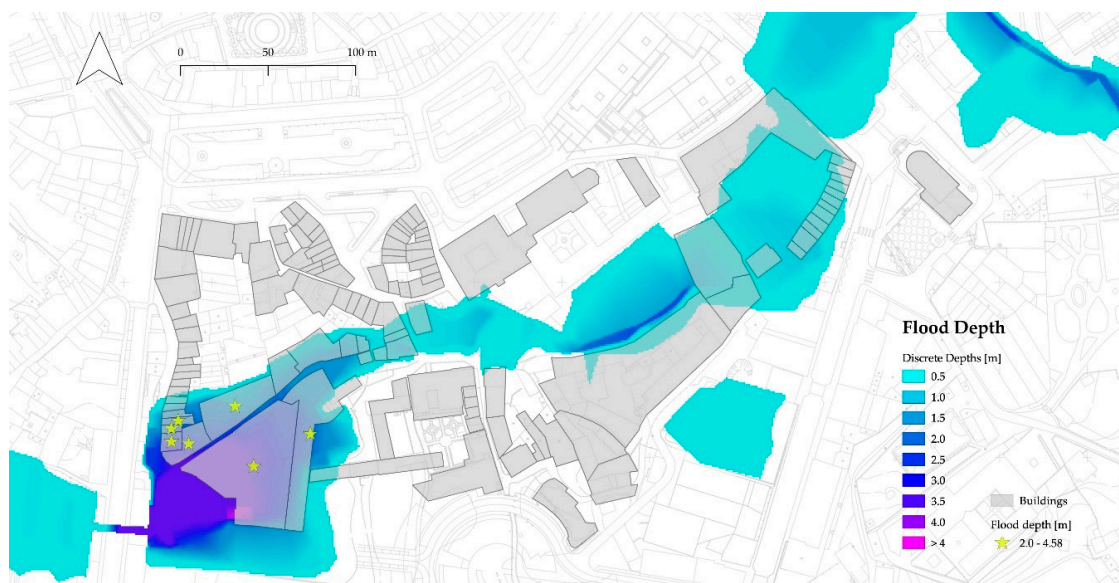 0 50 100 m
Flood Depth
Discrete Depths [m]
0.5
1.0
1.5
2.0
2.5
3.0
3.5
4.0
> 4
Buildings
Flood depth [m]
2.0 - 4.58